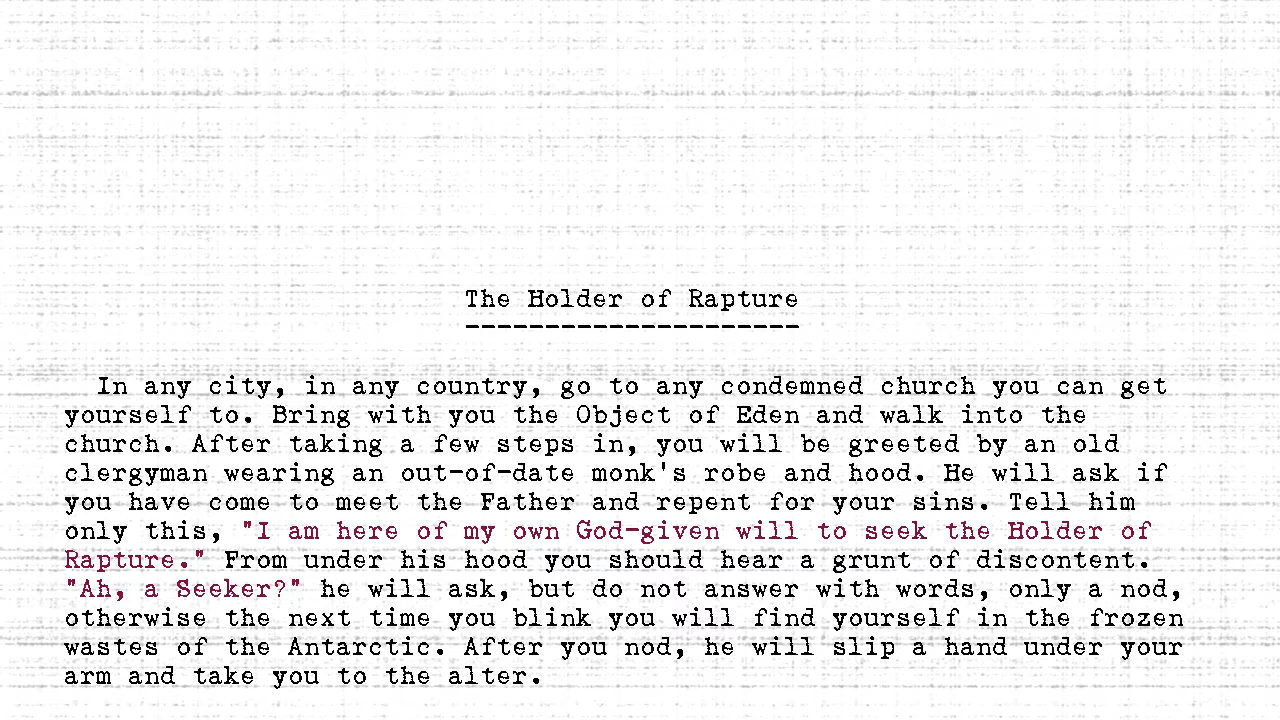 The Holder of Rapture
---------------------
In any city, in any country, go to any condemned church you can get
yourself to. Bring with you the Object of Eden and walk into the
church. After taking a few steps in, you will be greeted by an old
clergyman wearing an out-of-date monk's robe and hood. He will ask if
you have come to meet the Father and repent for your sins. Tell him
only this, "I am here of my own God-given will to seek the Holder of
Rapture." From under his hood you should hear a grunt of discontent.
"Ah, a Seeker?" he will ask, but do not answer with words, only a nod,
otherwise the next time you blink you will find yourself in the frozen
wastes of the Antarctic. After you nod, he will slip a hand under your
arm and take you to the alter.